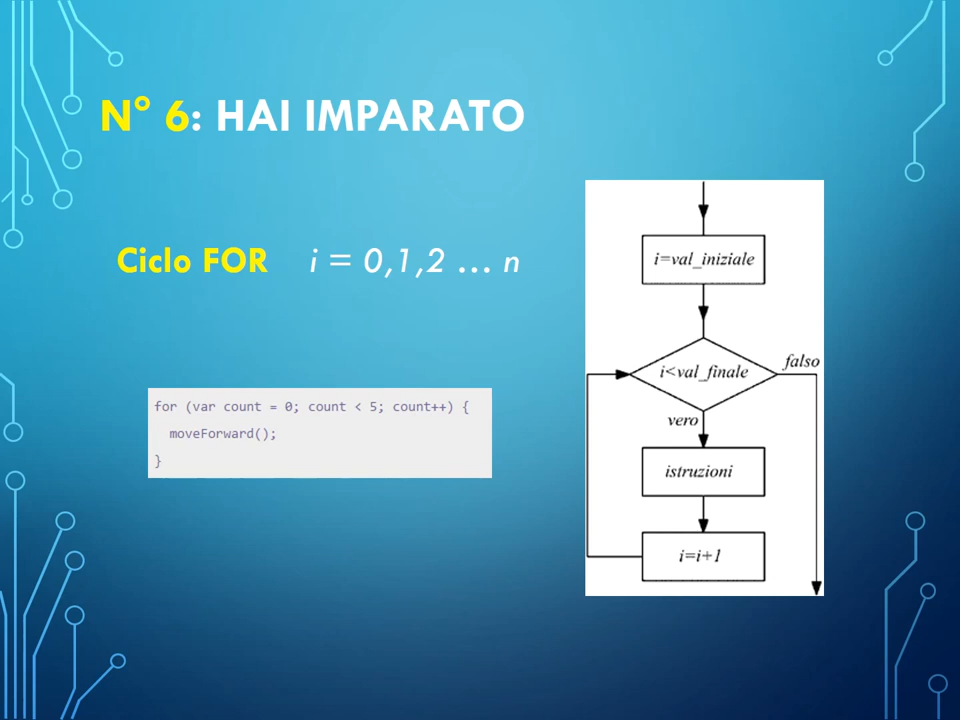 N° 6: HAI IMPARATO
Ciclo FOR i = 0,1,2 ... n
for (var count = 0; count < 5; count++) {
moveForward();
}
i=val_iniziale
i<val_finale
falso
vero
istruzioni
i=i+1